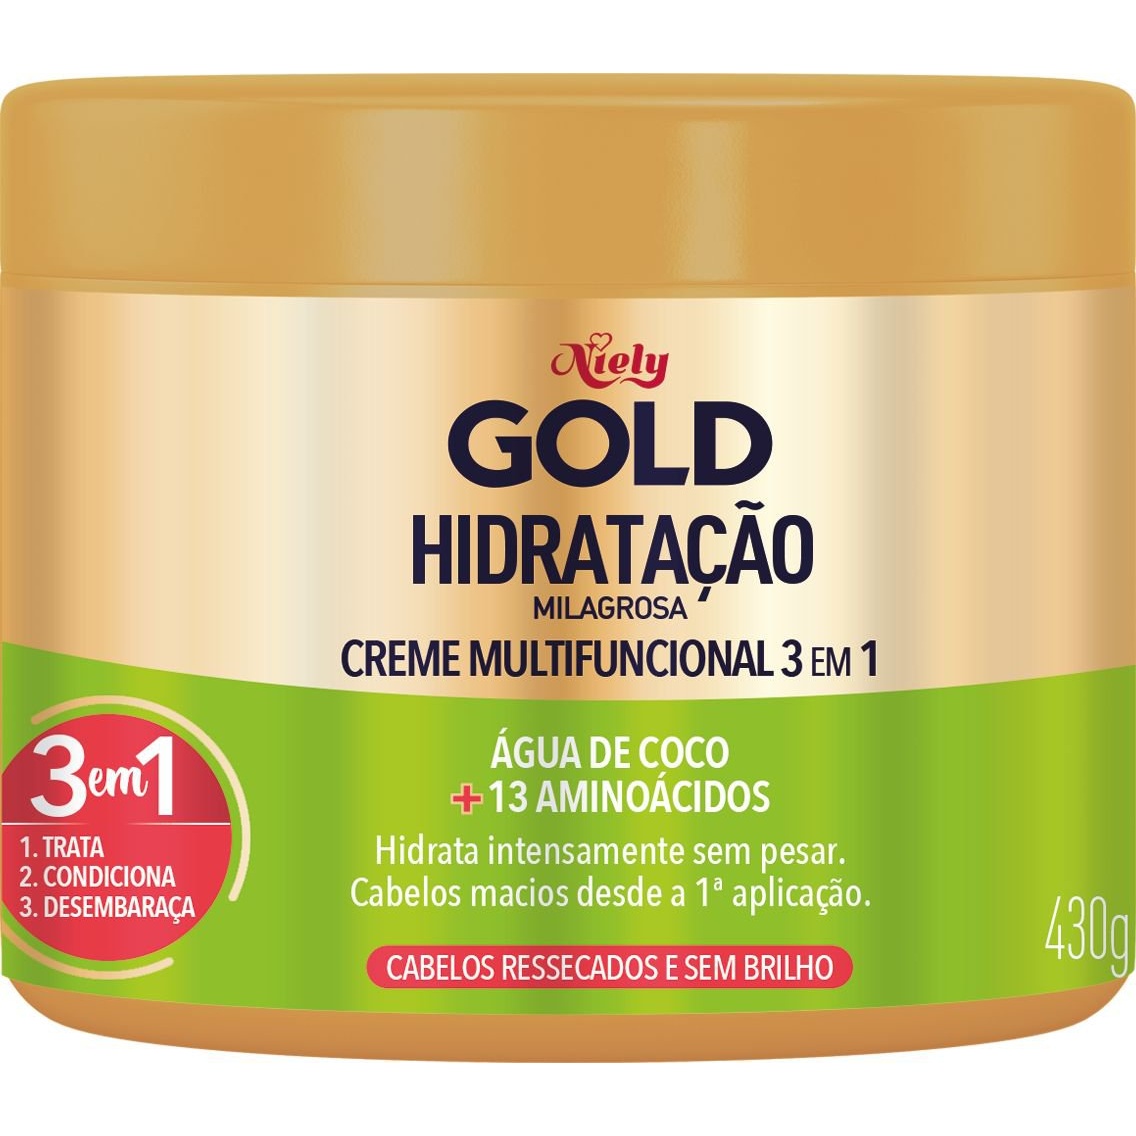 Niely
GOLD
HIDRATAÇÃO
MILAGROSA
CREME MULTIFUNCIONAL 3 EM 1
ÁGUA DE COCO
+13 AMINOÁCIDOS
Hidrata intensamente sem pesar.
Cabelos macios desde a 1ª aplicação.
CABELOS RESSECADOS E SEM BRILHO
3em1
1. TRATA
2. CONDICIONA
3. DESEMBARAÇA
430g